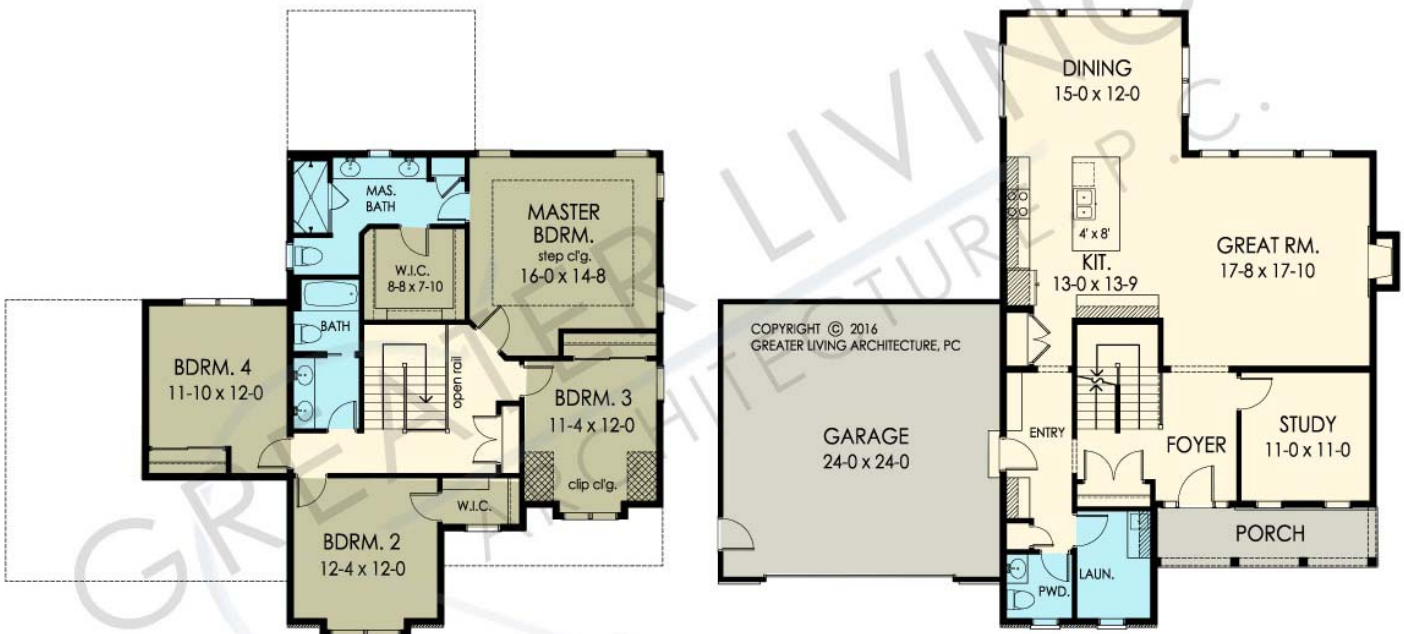 MAS.
BATH
MASTER
BDRM.
step cl'g.
16-0 x 14-8
W.I.C.
8-8 x 7-10
BATH
BDRM. 4
11-10 x 12-0
open rail
BDRM. 3
11-4 x 12-0
clip cl'g.
W.I.C.
BDRM. 2
12-4 x 12-0
DINING
15-0 x 12-0
4' x 8'
KIT.
13-0 x 13-9
GREAT RM.
17-8 x 17-10
COPYRIGHT © 2016
GREATER LIVING ARCHITECTURE, PC
GARAGE
24-0 x 24-0
ENTRY
FOYER
STUDY
11-0 x 11-0
PORCH
LAUN.
PWD.
GREATER LIVING
ARCHITECTURE, P.C.